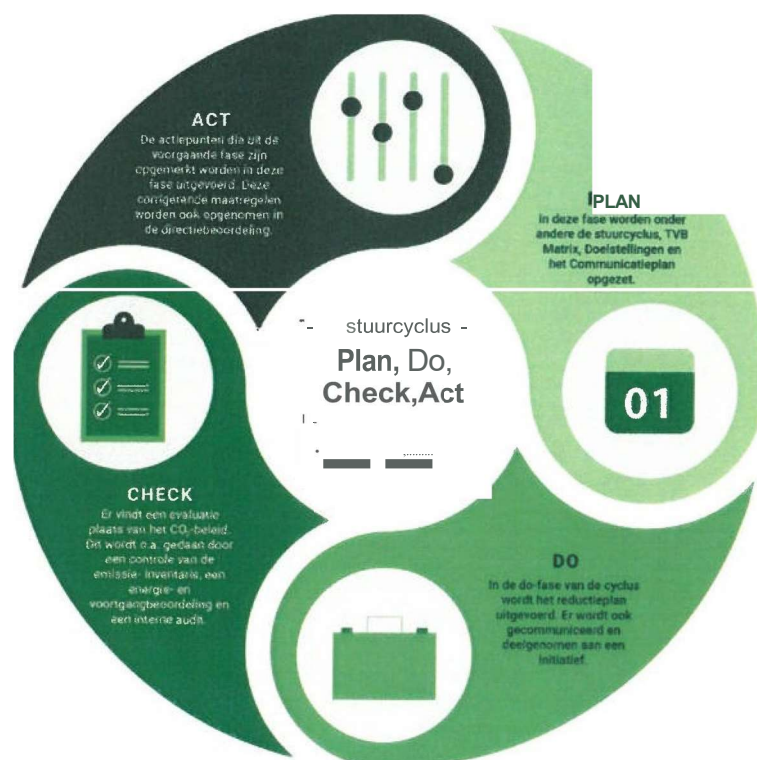 ACT
De actiepunten die uit de
voorgaande fase zijn
opgemerkt worden in deze
fase uitgevoerd. Deze
corrigerende maatregelen
worden ook opgenomen in
de directiebeoordeling.
PLAN
In deze fase worden onder
andere de stuurcyclus, TVB
Matrix, Doelstellingen en
het Communicatieplan
opgezet.
- stuurcyclus -
Plan, Do,
Check,Act
01
CHECK
Er vindt een evaluatie
plaats van het CO₂-beleid.
Dit wordt o.a. gedaan door
een controle van de
emissie- inventaris, een
energie- en
voortgangbeoordeling en
een interne audit.
DO
In de do-fase van de cyclus
wordt het reductieplan
uitgevoerd. Er wordt ook
gecommuniceerd en
deelgenomen aan een
initiatief.